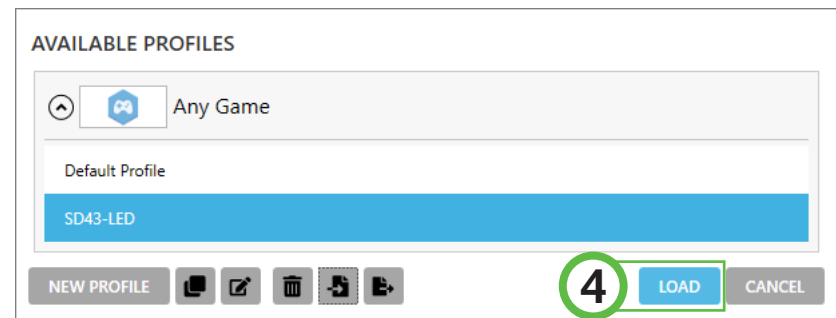 AVAILABLE PROFILES
Any Game
Default Profile
SD43-LED
NEW PROFILE 4 LOAD CANCEL